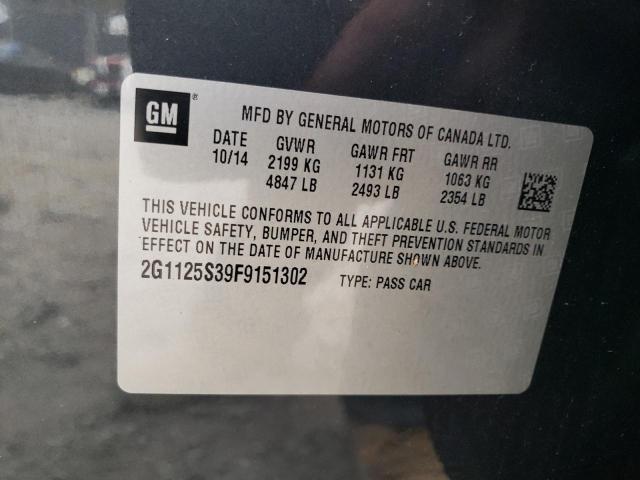 GM ®
MFD BY GENERAL MOTORS OF CANADA LTD.
DATE GVWR GAWR FRT GAWR RR
10/14 2199 KG 1131 KG 1063 KG
4847 LB 2493 LB 2354 LB
THIS VEHICLE CONFORMS TO ALL APPLICABLE U.S. FEDERAL MOTOR
VEHICLE SAFETY, BUMPER, AND THEFT PREVENTION STANDARDS IN
EFFECT ON THE DATE OF MANUFACTURE SHOWN ABOVE.
2G1125S39F9151302 TYPE: PASS CAR